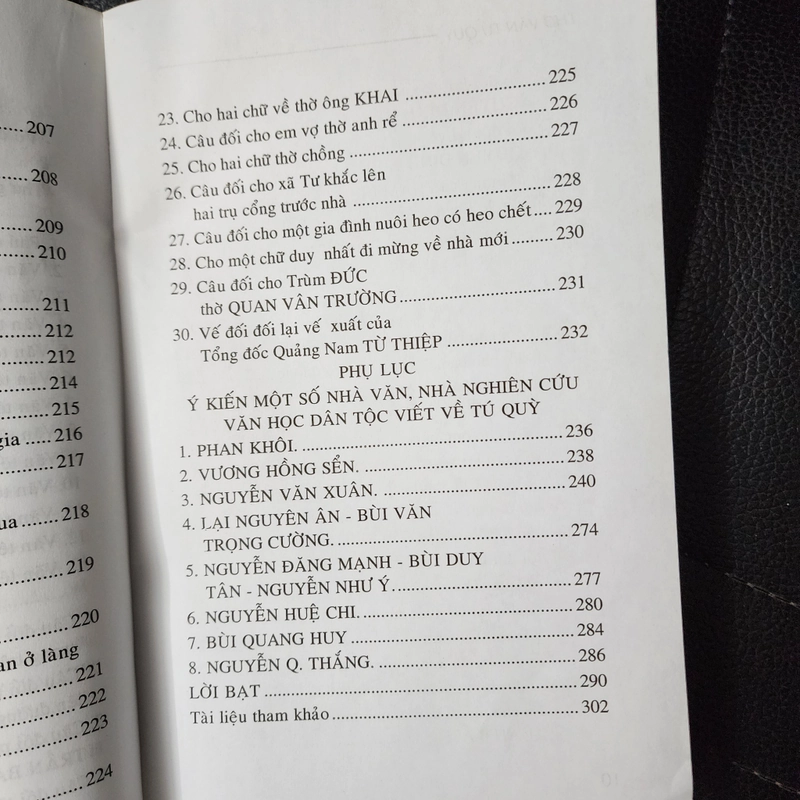 207
208
209
210
211
212
212
214
215
gia ..... 216
217
ua ....... 218
219
220
an ở làng
221
222
223
224
23. Cho hai chữ về thờ ông KHAI ........ 225
24. Câu đối cho em vợ thờ anh rể ........ 226
25. Cho hai chữ thờ chồng ........ 227
26. Câu đối cho xã Tư khắc lên
hai trụ cổng trước nhà ........ 228
27. Câu đối cho một gia đình nuôi heo có heo chết .... 229
28. Cho một chữ duy nhất đi mừng về nhà mới ....... 230
29. Câu đối cho Trùm ĐỨC
thờ QUAN VÂN TRƯỜNG ........ 231
30. Vế đối đối lại vế xuất của
Tổng đốc Quảng Nam TỪ THIỆP ........ 232
PHỤ LỤC
Ý KIẾN MỘT SỐ NHÀ VĂN, NHÀ NGHIÊN CỨU
VĂN HỌC DÂN TỘC VIẾT VỀ TÚ QUỲ
1. PHAN KHÔI. ........ 236
2. VƯƠNG HỒNG SỂN. ........ 238
3. NGUYỄN VĂN XUÂN. ........ 240
4. LẠI NGUYÊN ÂN - BÙI VĂN
TRỌNG CƯỜNG. ........ 274
5. NGUYỄN ĐĂNG MẠNH - BÙI DUY
TÂN - NGUYỄN NHƯ Ý. ........ 277
6. NGUYỄN HUỆ CHI. ........ 280
7. BÙI QUANG HUY ........ 284
8. NGUYỄN Q. THẮNG. ........ 286
LỜI BẠT ........ 290
Tài liệu tham khảo ........ 302